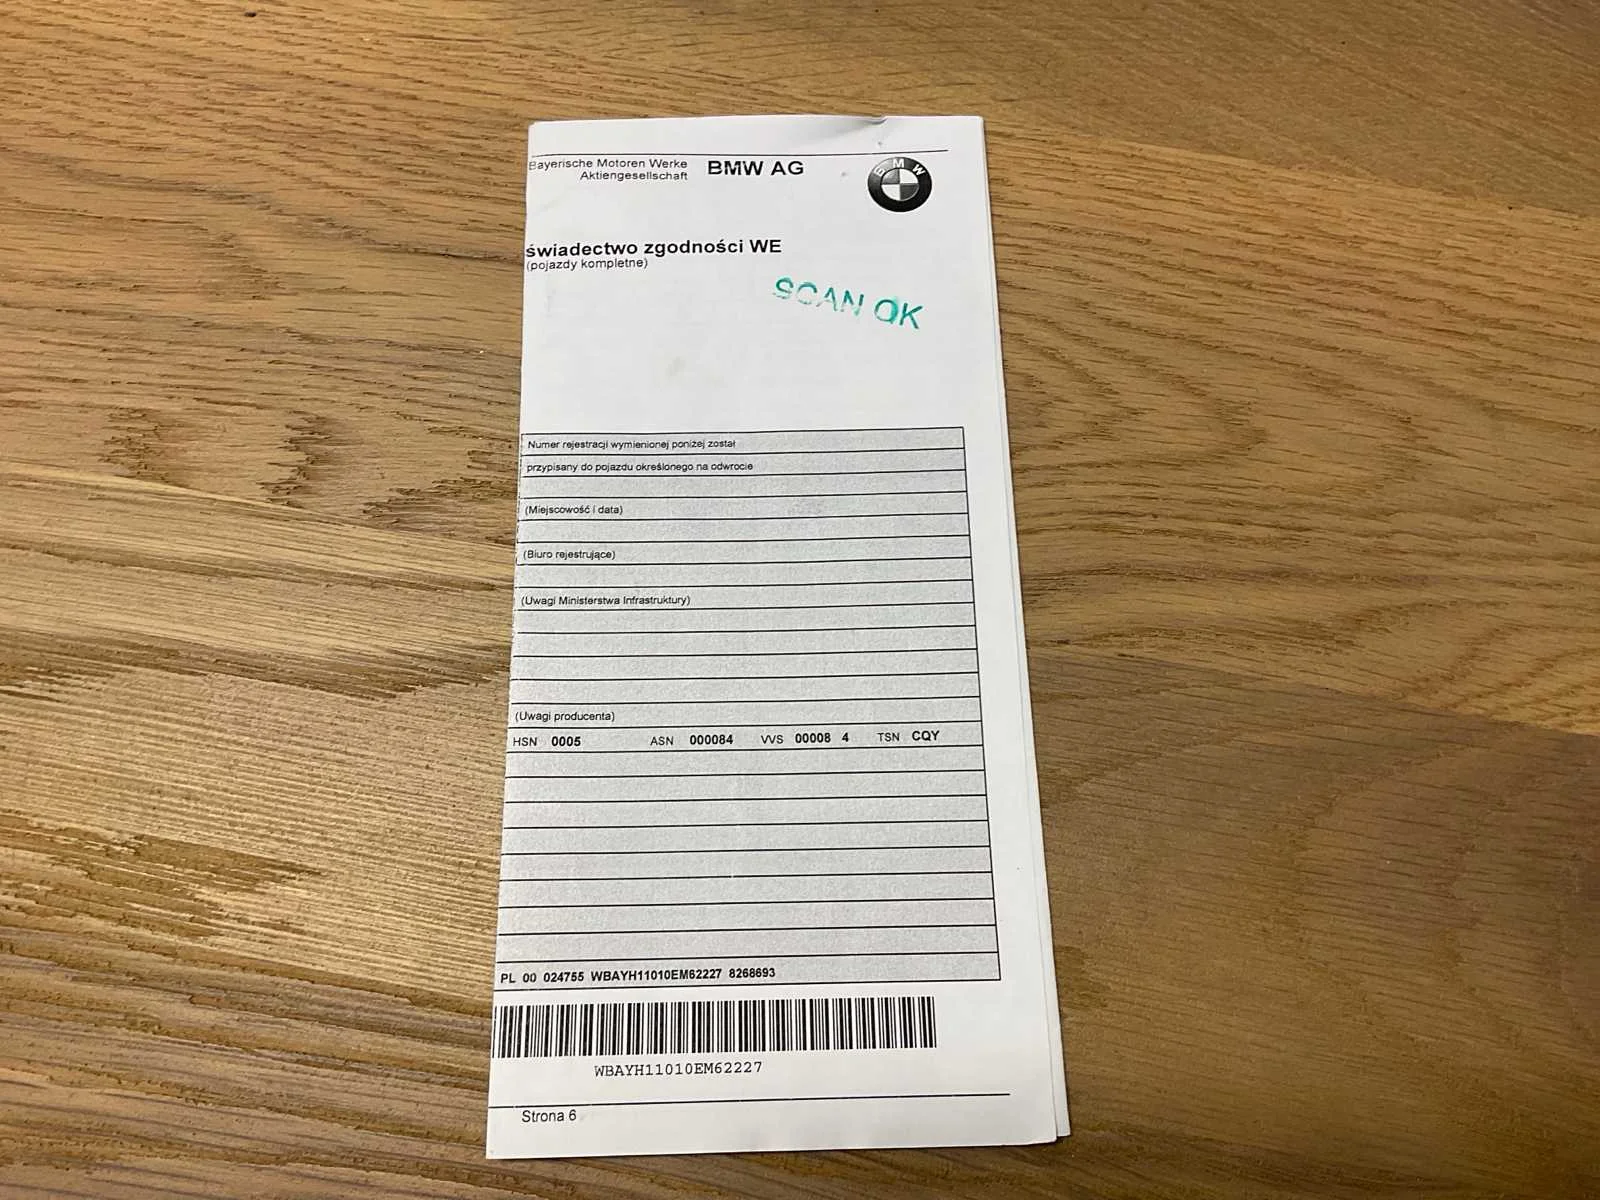 Bayerische Motoren Werke
Aktiengesellschaft
BMW AG
BMW
świadectwo zgodności WE
(pojazdy kompletne)
SCAN OK
Numer rejestracji wymienionej poniżej został
przypisany do pojazdu określonego na odwrocie
(Miejscowość i data)
(Biuro rejestrujące)
(Uwagi Ministerstwa Infrastruktury)
(Uwagi producenta)
HSN 0005 ASN 000084 VVS 00008 4 TSN CQY
PL 00 024755 WBAYH11010EM62227 8268693
WBAYH11010EM62227
Strona 6